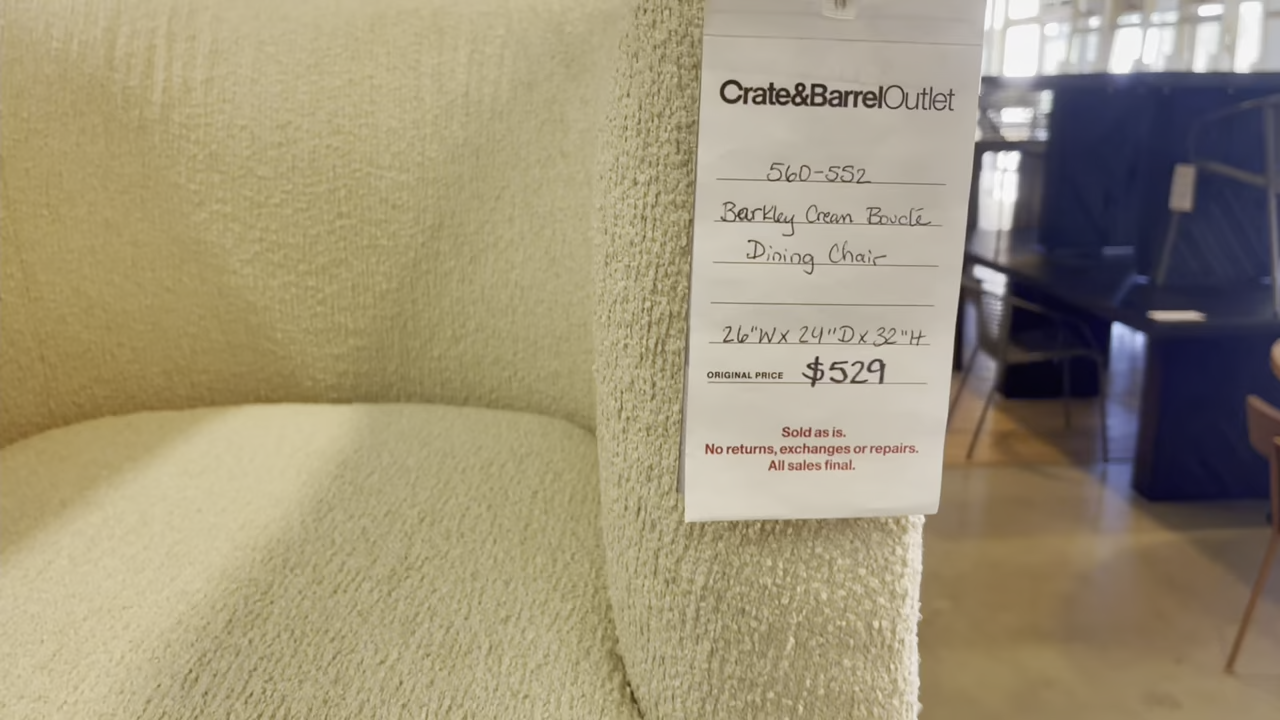 Crate&BarrelOutlet
560-552
Barkley Cream Bouclé
Dining Chair
26"W x 24"D x 32"H
ORIGINAL PRICE $529
Sold as is.
No returns, exchanges or repairs.
All sales final.